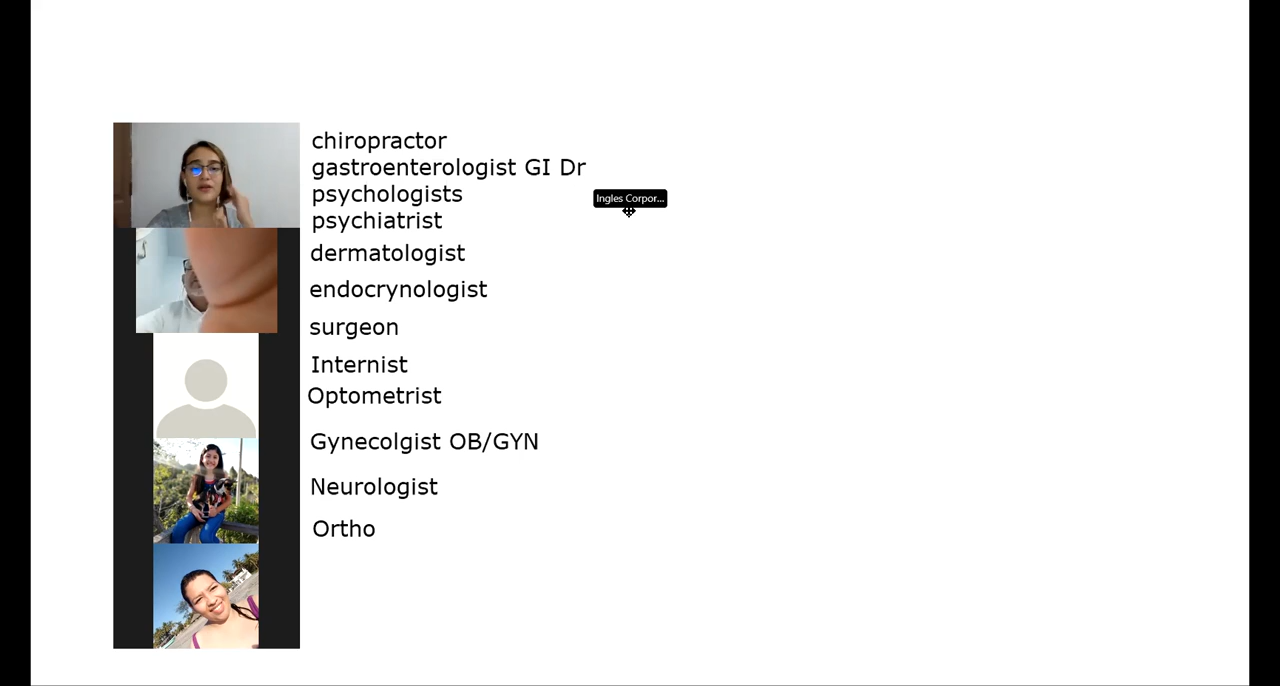 chiropractor
gastroenterologist GI Dr
psychologists
Ingles Corpor...
psychiatrist
dermatologist
endocrynologist
surgeon
Internist
Optometrist
Gynecolgist OB/GYN
Neurologist
Ortho